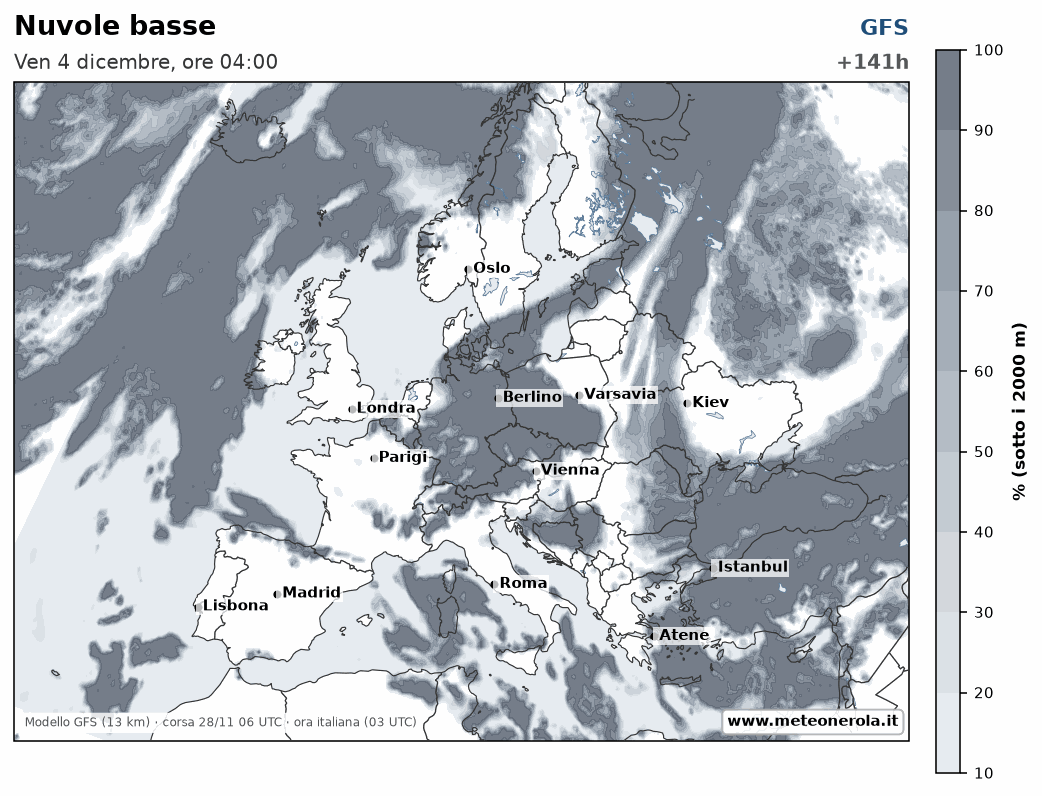 Nuvole basse
GFS
Ven 4 dicembre, ore 04:00
+141h
100
90
80
70
60
50
40
30
20
10
% (sotto i 2000 m)
Oslo
Berlino
Varsavia
Kiev
Londra
Parigi
Vienna
Istanbul
Roma
Madrid
Lisbona
Atene
Modello GFS (13 km) · corsa 28/11 06 UTC · ora italiana (03 UTC)
www.meteonerola.it